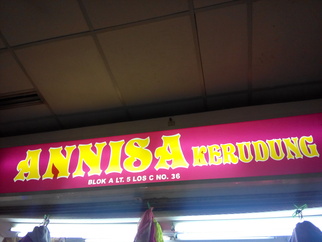 ANNISA KERUDUNG
BLOK A LT. 5 LOS C NO. 36